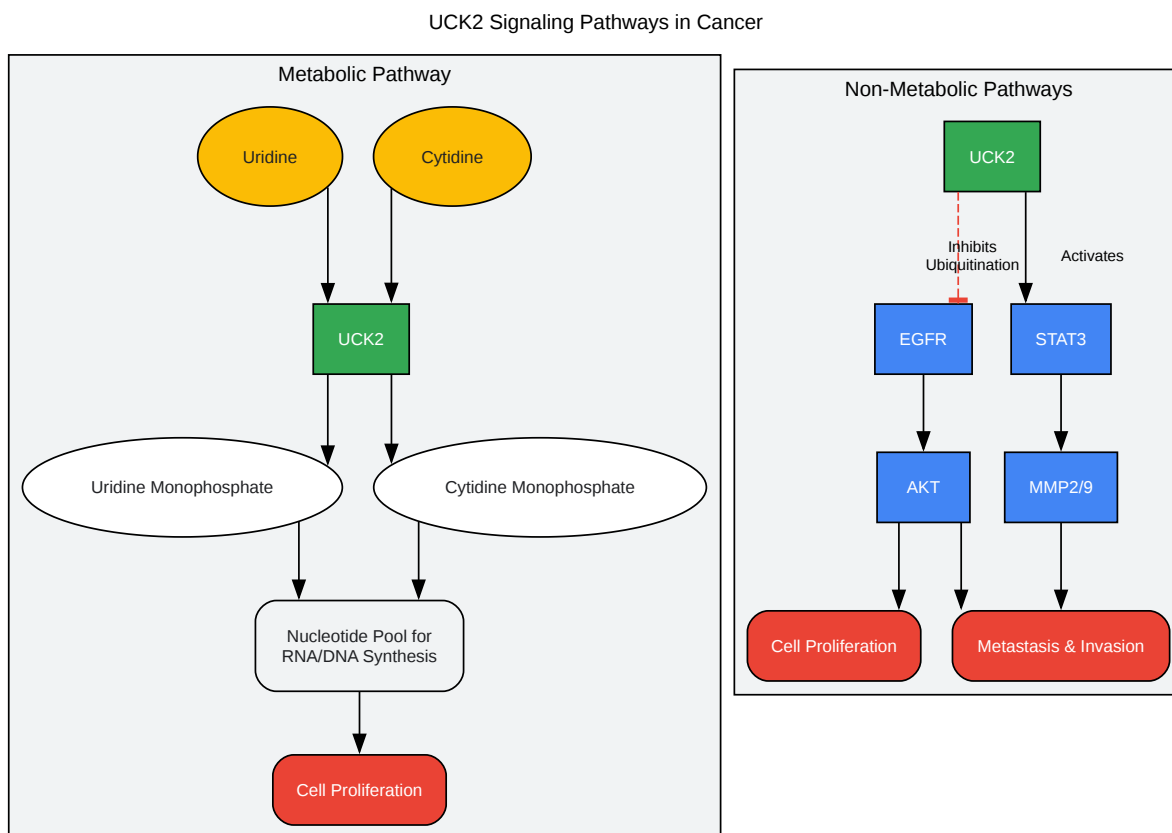 UCK2 Signaling Pathways in Cancer
Metabolic Pathway
Uridine
Cytidine
UCK2
Uridine Monophosphate
Cytidine Monophosphate
Nucleotide Pool for
RNA/DNA Synthesis
Cell Proliferation
Non-Metabolic Pathways
UCK2
Inhibits
Ubiquitination
Activates
EGFR
STAT3
AKT
MMP2/9
Cell Proliferation
Metastasis & Invasion